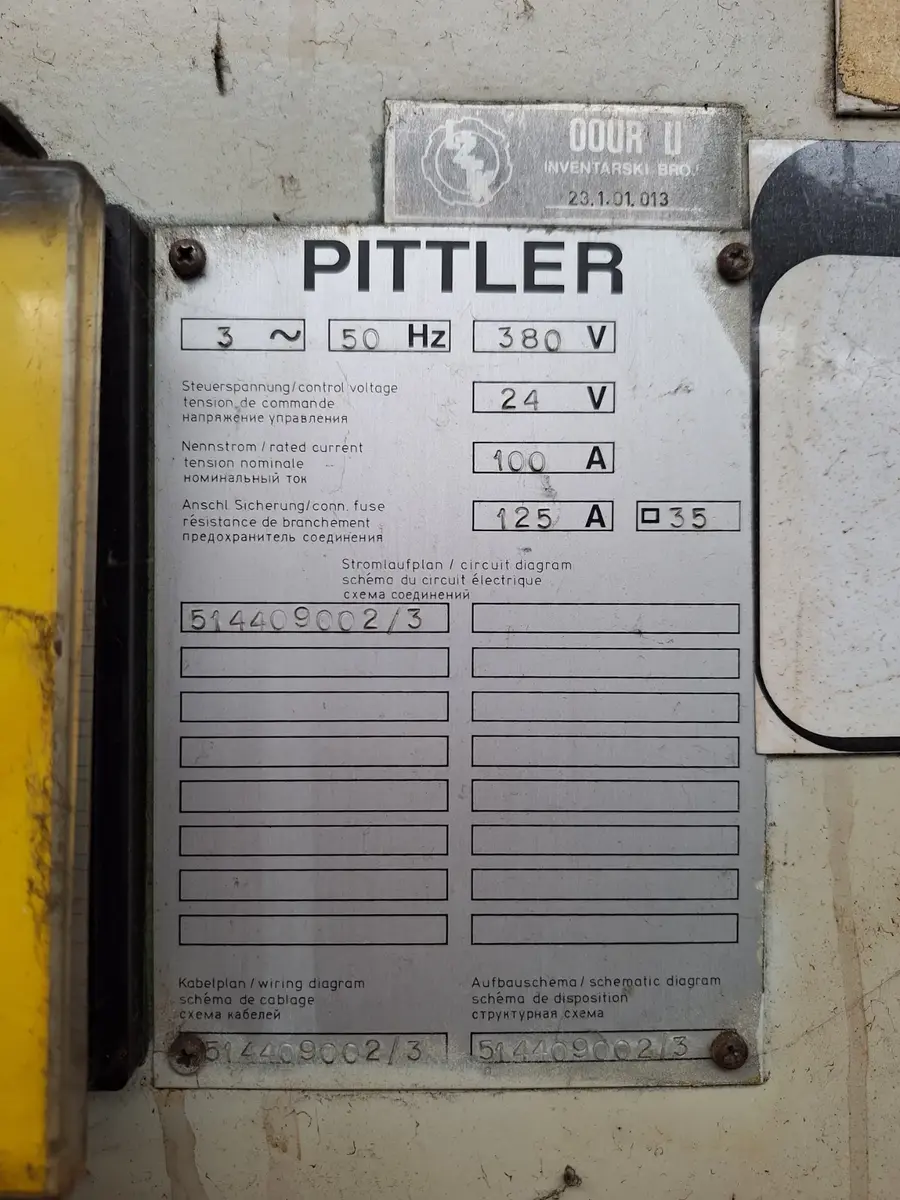 OOUR II
INVENTARSKI BROJ
23.1.01.013
PITTLER
3 ~ 50 Hz 380 V
Steuerspannung/control voltage
tension de commande
напряжение управления
24 V
Nennstrom / rated current
tension nominale
номинальный ток
100 A
Anschl. Sicherung/conn. fuse
résistance de branchement
предохранитель соединения
125 A
35
Stromlaufplan / circuit diagram
schéma du circuit électrique
схема соединений
514409002/3
Kabelplan / wiring diagram
schéma de cablage
схема кабелей
514409002/3
Aufbauschema / schematic diagram
schéma de disposition
структурная схема
514409002/3